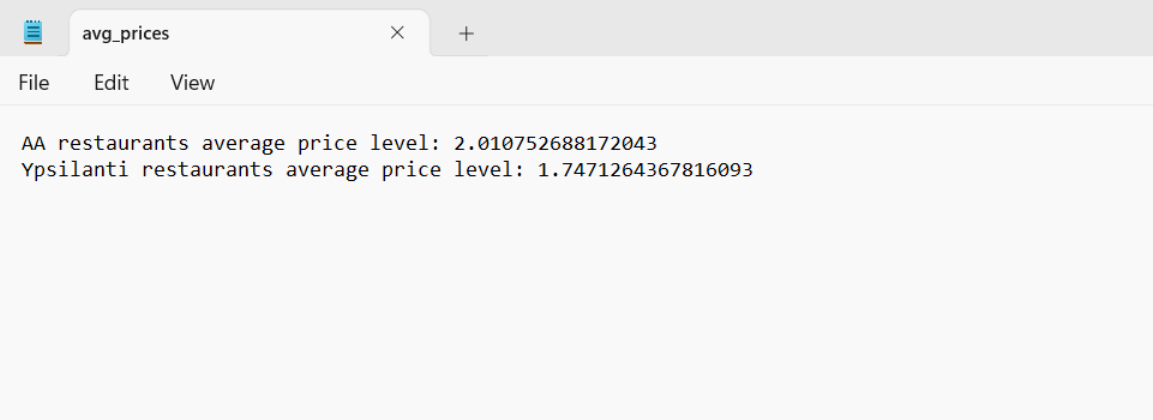 avg_prices
File Edit View
AA restaurants average price level: 2.010752688172043
Ypsilanti restaurants average price level: 1.7471264367816093